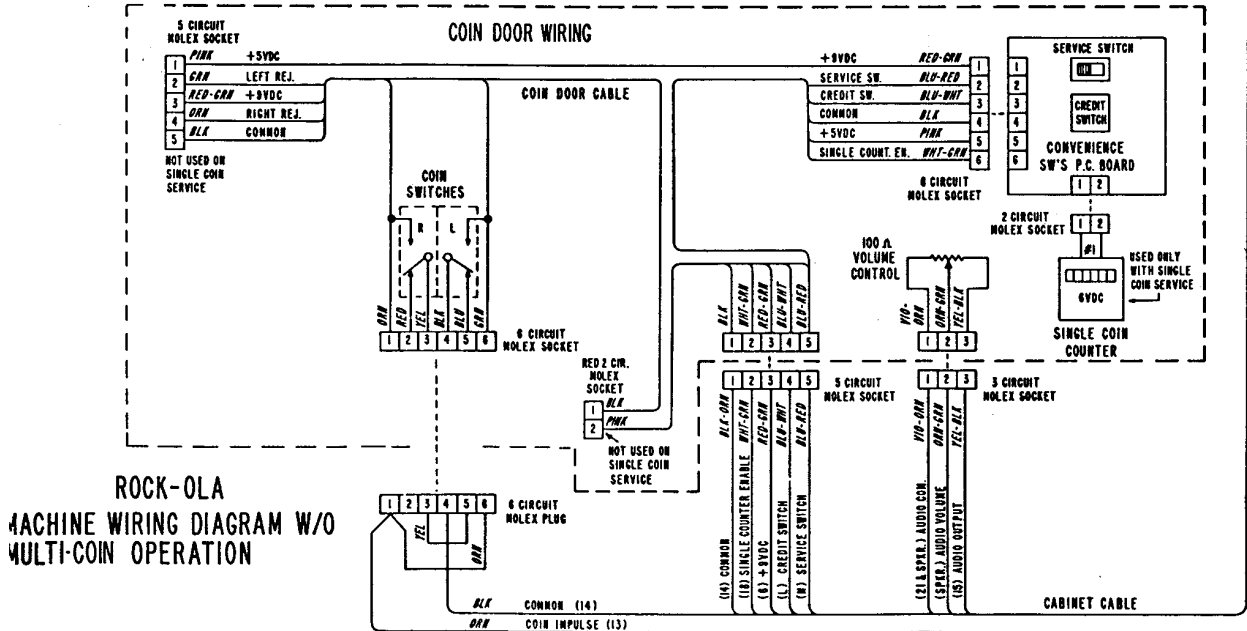 5 CIRCUIT
MOLEX SOCKET
COIN DOOR WIRING
1 PINK +5VDC
2 GRN LEFT REJ.
3 RED-GRN +9VDC
4 ORN RIGHT REJ.
5 BLK COMMON
NOT USED ON
SINGLE COIN
SERVICE
COIN DOOR CABLE
+9VDC RED-GRN 1
SERVICE SW. BLU-RED 2
CREDIT SW. BLU-WHT 3
COMMON BLK 4
+5VDC PINK 5
SINGLE COUNT. EN. WHT-GRN 6
6 CIRCUIT
MOLEX SOCKET
1
2
3
4
5
6
SERVICE SWITCH
CREDIT
SWITCH
CONVENIENCE
SW'S P.C. BOARD
1 2
2 CIRCUIT
MOLEX SOCKET
1 2
#1
6VDC
USED ONLY
WITH SINGLE
COIN SERVICE
SINGLE COIN
COUNTER
COIN
SWITCHES
R L
ORN RED YEL BLK BLU GRN
1 2 3 4 5 6
6 CIRCUIT
MOLEX SOCKET
100 Ω
VOLUME
CONTROL
VIO-ORN ORN-GRN YEL-BLK
1 2 3
BLK WHT-GRN RED-GRN BLU-WHT BLU-RED
1 2 3 4 5
RED 2 CIR.
MOLEX
SOCKET
1 BLK
2 PINK
NOT USED ON
SINGLE COIN
SERVICE
1 2 3 4 5
5 CIRCUIT
MOLEX SOCKET
BLK-ORN WHT-GRN RED-GRN BLU-WHT BLU-RED
(14) COMMON
(18) SINGLE COUNTER ENABLE
(6) +9VDC
(L) CREDIT SWITCH
(M) SERVICE SWITCH
1 2 3
3 CIRCUIT
MOLEX SOCKET
VIO-ORN ORN-GRN YEL-BLK
(21 & SPKR.) AUDIO CON.
(SPKR.) AUDIO VOLUME
(15) AUDIO OUTPUT
1 2 3 4 5 6
6 CIRCUIT
MOLEX PLUG
YEL
ORN
ROCK-OLA
MACHINE WIRING DIAGRAM W/O
MULTI-COIN OPERATION
BLK COMMON (14)
ORN COIN IMPULSE (13)
CABINET CABLE